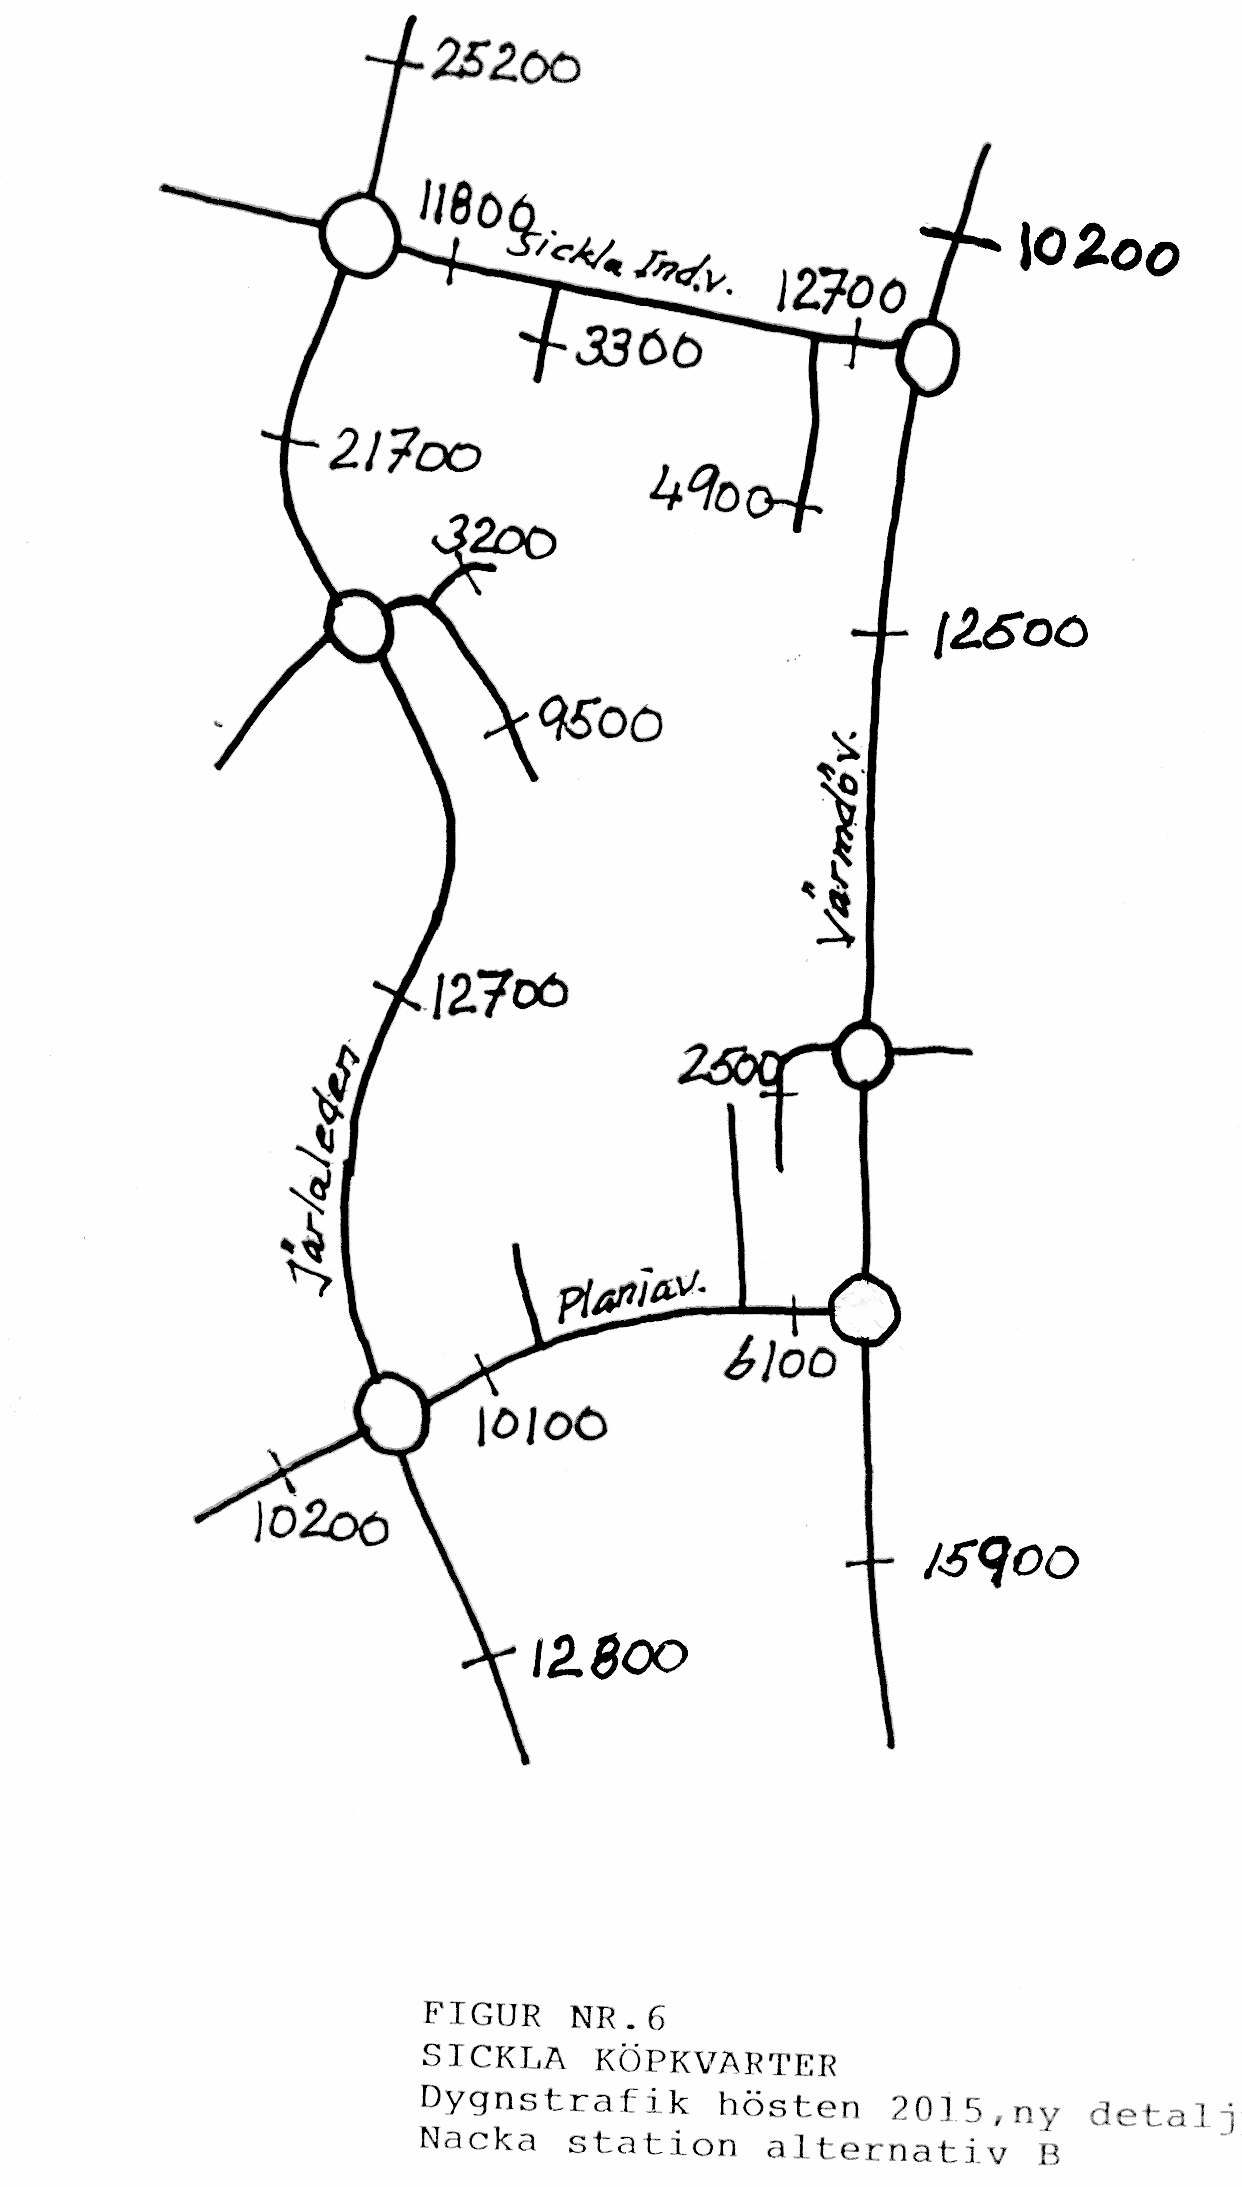 25200
11800
Sickla Ind.v.
10200
12700
3300
21700
4900
3200
12500
9500
Värmdöv.
12700
2500
Järlaleden
Planiav.
6100
10100
10200
15900
12800
FIGUR NR.6
SICKLA KÖPKVARTER
Dygnstrafik hösten 2015,ny detalj
Nacka station alternativ B